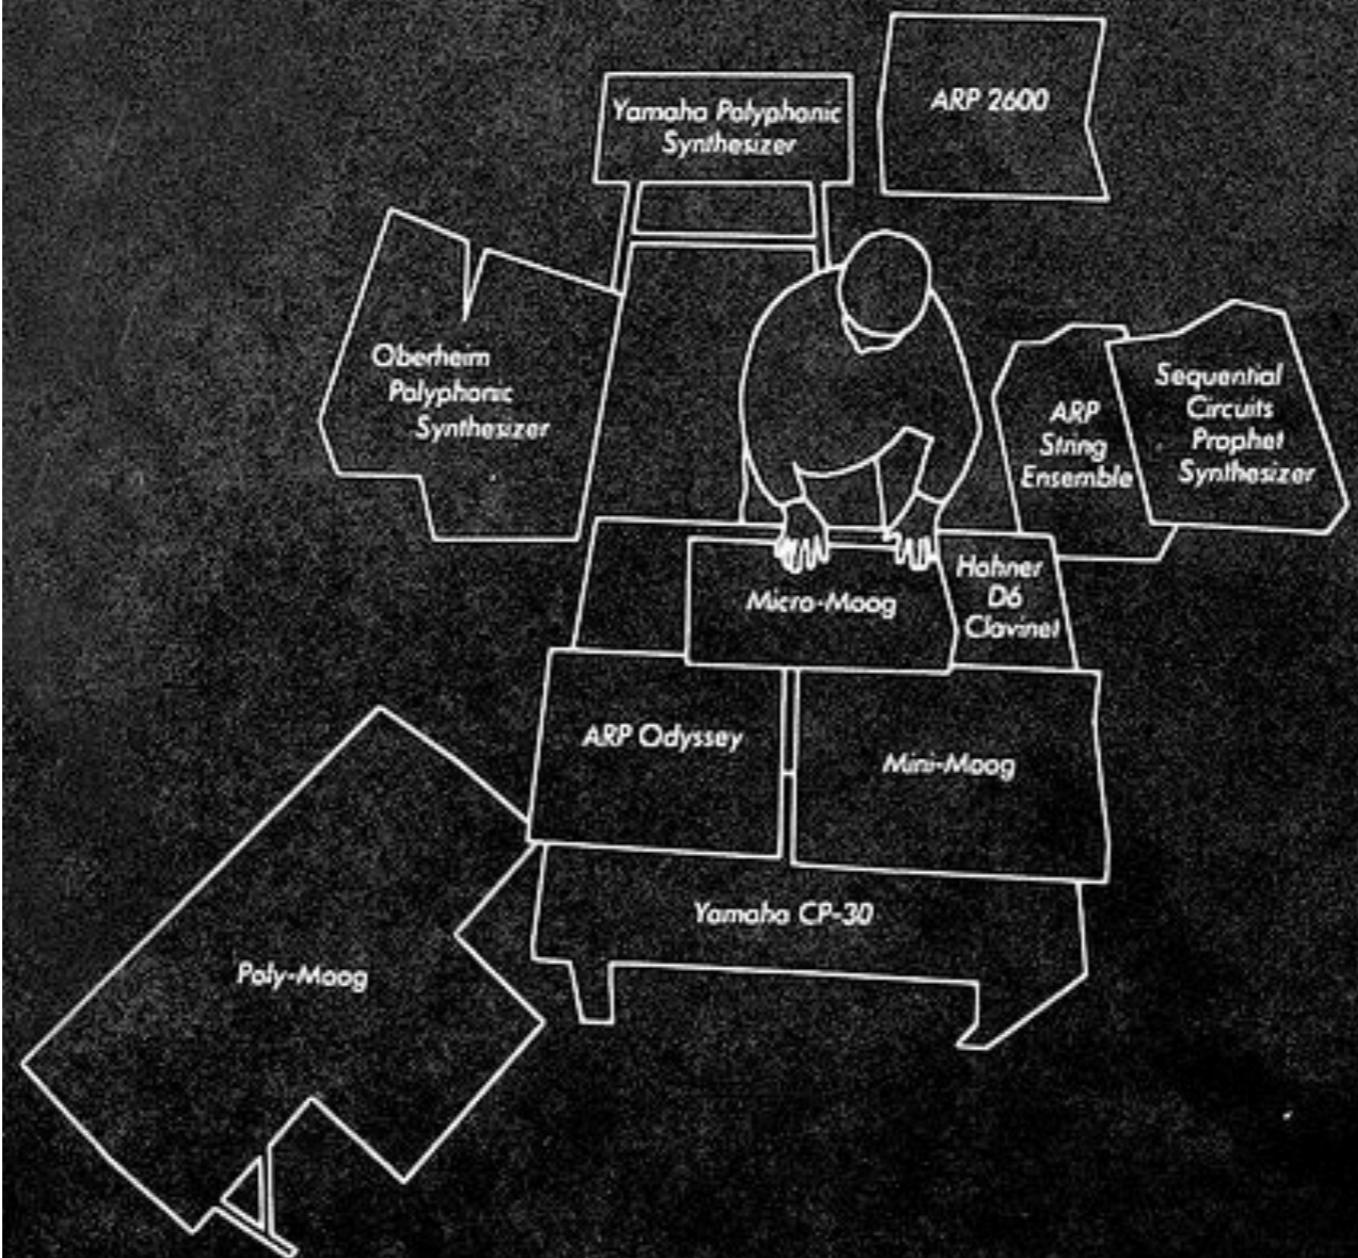 ARP 2600
Yamaha Polyphonic
Synthesizer
Oberheim
Polyphonic
Synthesizer
ARP
String
Ensemble
Sequential
Circuits
Prophet
Synthesizer
Micro-Moog
Hohner
D6
Clavinet
ARP Odyssey
Mini-Moog
Yamaha CP-30
Poly-Moog